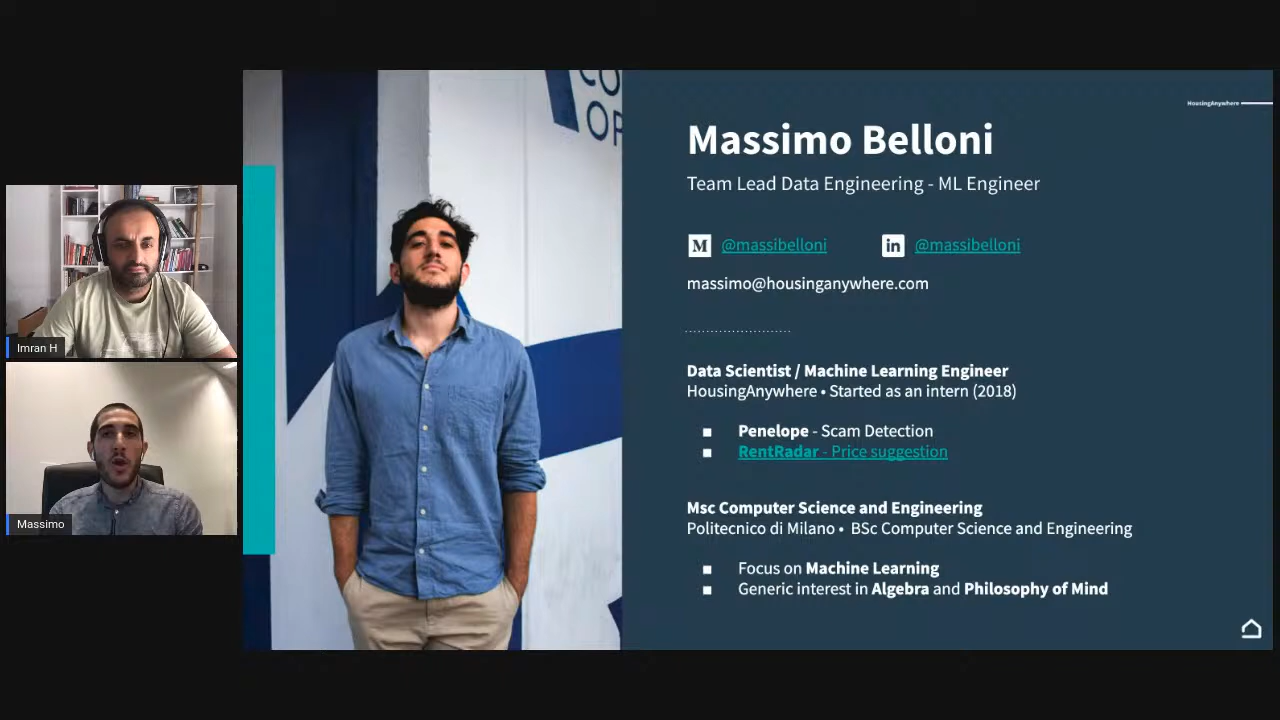 CO
OP
HousingAnywhere
Massimo Belloni
Team Lead Data Engineering - ML Engineer
M @massibelloni in @massibelloni
massimo@housinganywhere.com
Data Scientist / Machine Learning Engineer
HousingAnywhere • Started as an intern (2018)
■ Penelope - Scam Detection
■ RentRadar - Price suggestion
Msc Computer Science and Engineering
Politecnico di Milano • BSc Computer Science and Engineering
■ Focus on Machine Learning
■ Generic interest in Algebra and Philosophy of Mind
Imran H
Massimo